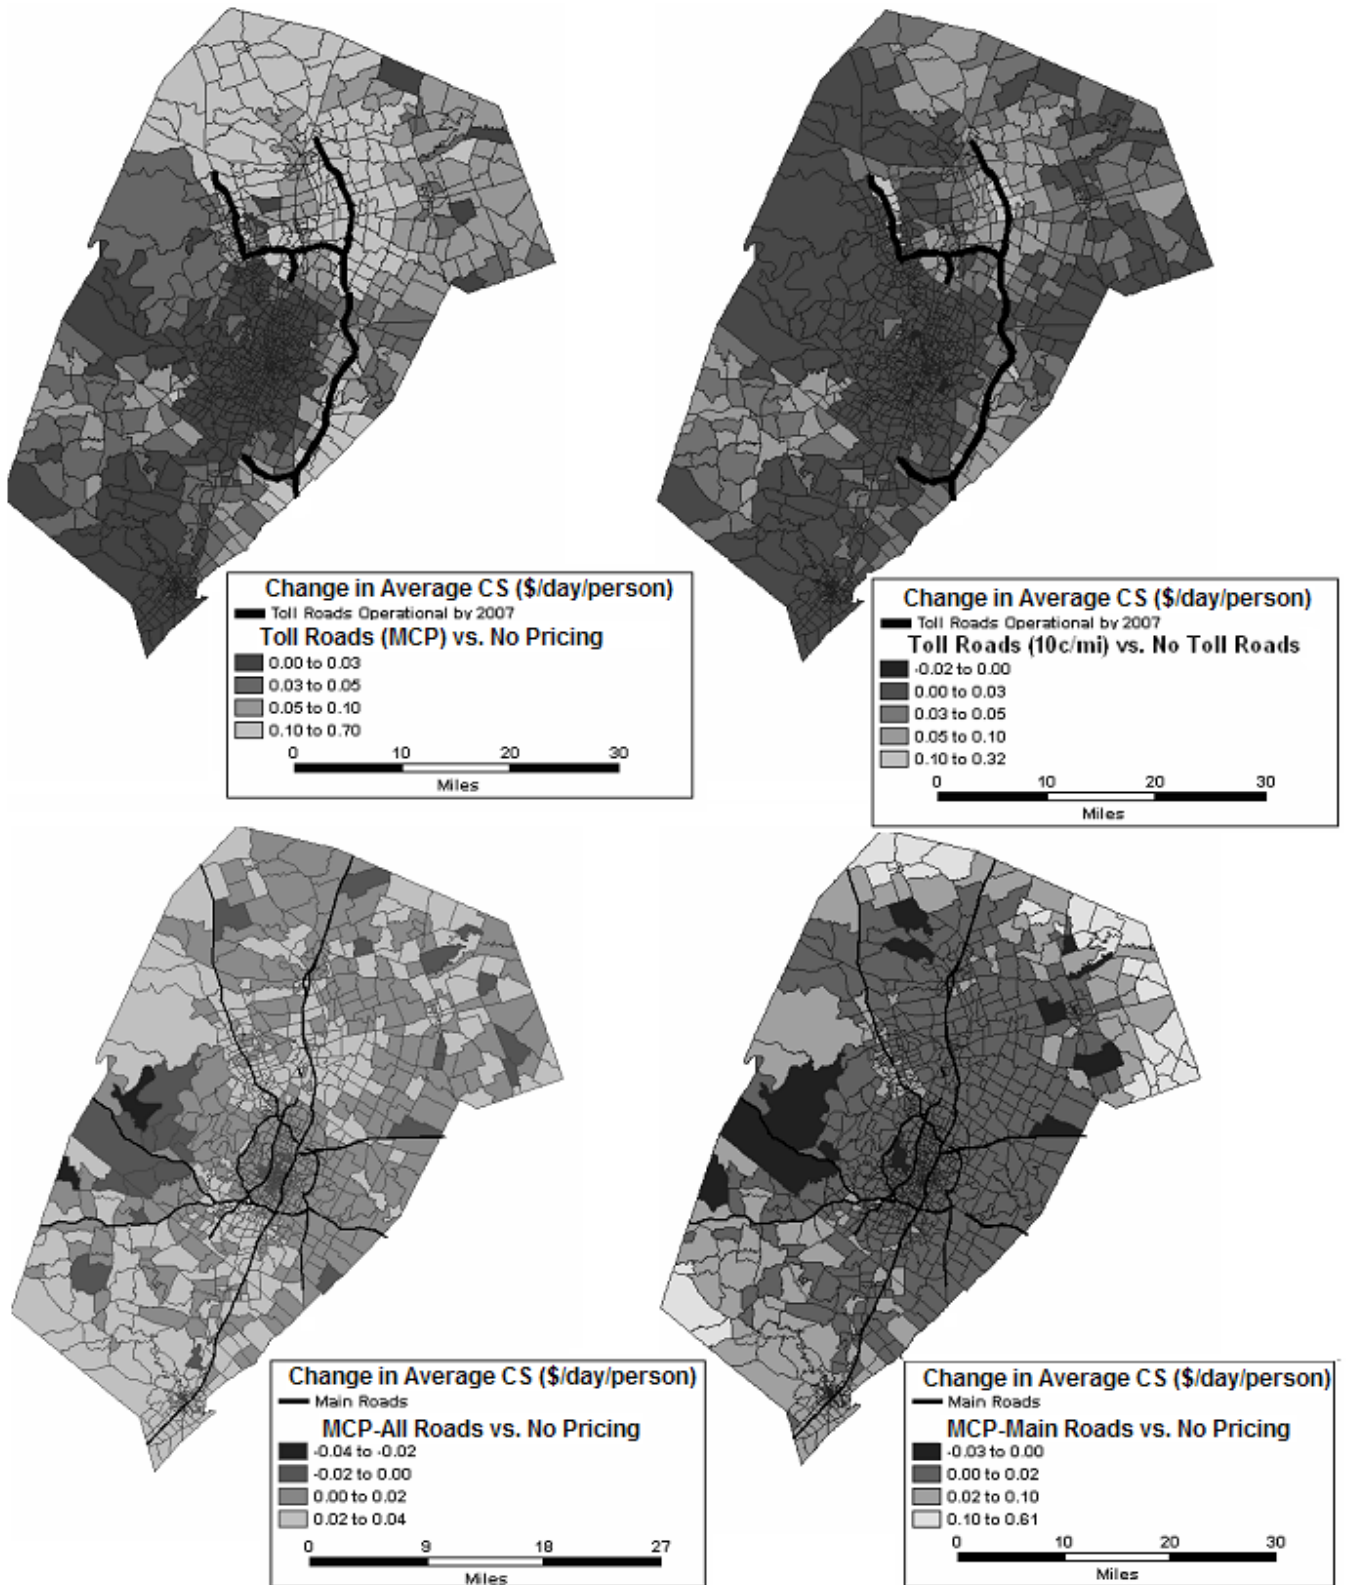 Change in Average CS ($/day/person)
Toll Roads Operational by 2007
Toll Roads (MCP) vs. No Pricing
0.00 to 0.03
0.03 to 0.05
0.05 to 0.10
0.10 to 0.70
0 10 20 30
Miles
Change in Average CS ($/day/person)
Toll Roads Operational by 2007
Toll Roads (10c/mi) vs. No Toll Roads
-0.02 to 0.00
0.00 to 0.03
0.03 to 0.05
0.05 to 0.10
0.10 to 0.32
0 10 20 30
Miles
Change in Average CS ($/day/person)
Main Roads
MCP-All Roads vs. No Pricing
-0.04 to -0.02
-0.02 to 0.00
0.00 to 0.02
0.02 to 0.04
0 9 18 27
Miles
Change in Average CS ($/day/person)
Main Roads
MCP-Main Roads vs. No Pricing
-0.03 to 0.00
0.00 to 0.02
0.02 to 0.10
0.10 to 0.61
0 10 20 30
Miles